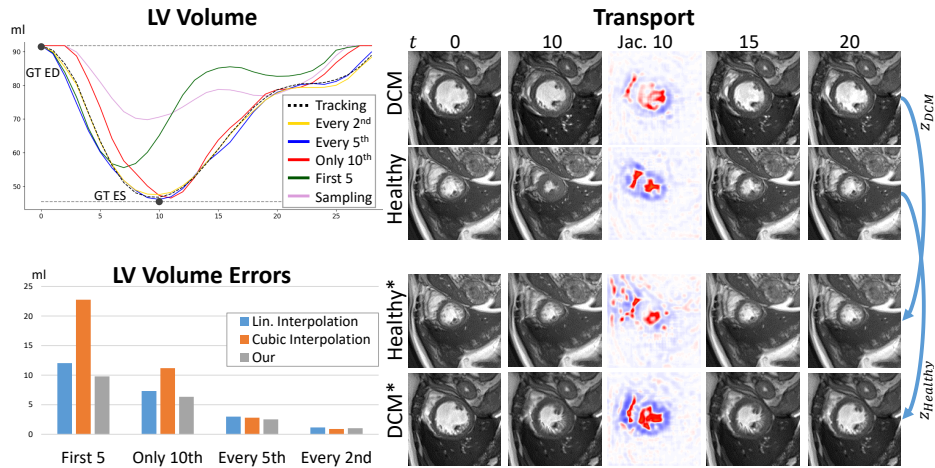 LV Volume
ml
90
80
70
60
50
GT ED
GT ES
Tracking
Every 2nd
Every 5th
Only 10th
First 5
Sampling
0 5 10 15 20 25
LV Volume Errors
ml
25
20
15
10
5
0
Lin. Interpolation
Cubic Interpolation
Our
First 5 Only 10th Every 5th Every 2nd
Transport
t 0 10 Jac. 10 15 20
DCM
Healthy
Healthy*
DCM*
zDCM
zHealthy